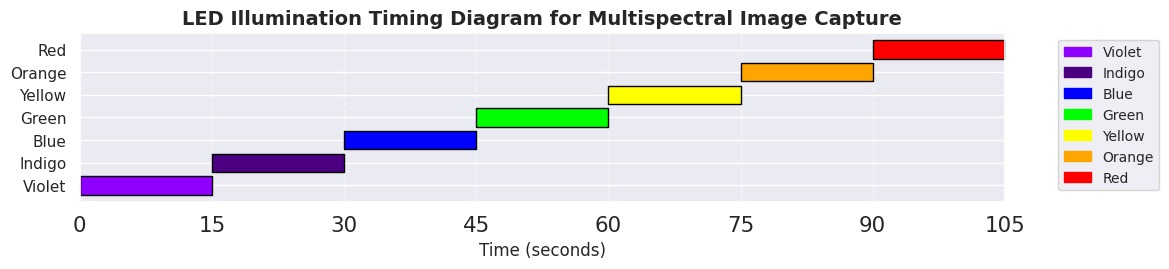 LED Illumination Timing Diagram for Multispectral Image Capture
Red
Orange
Yellow
Green
Blue
Indigo
Violet
0 15 30 45 60 75 90 105
Time (seconds)
Violet
Indigo
Blue
Green
Yellow
Orange
Red